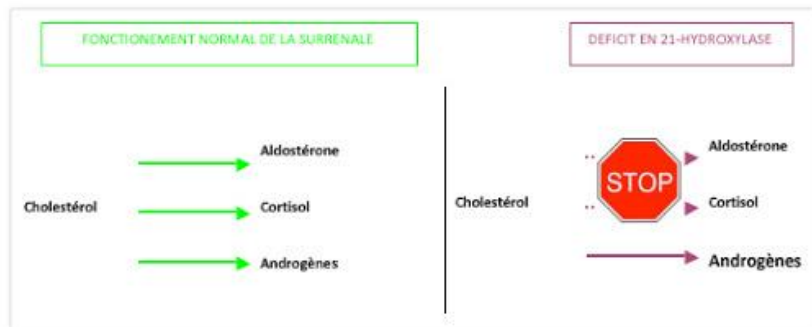 FONCTIONEMENT NORMAL DE LA SURRENALE
Cholestérol
Aldostérone
Cortisol
Androgènes
DEFICIT EN 21-HYDROXYLASE
Cholestérol
STOP
Aldostérone
Cortisol
Androgènes